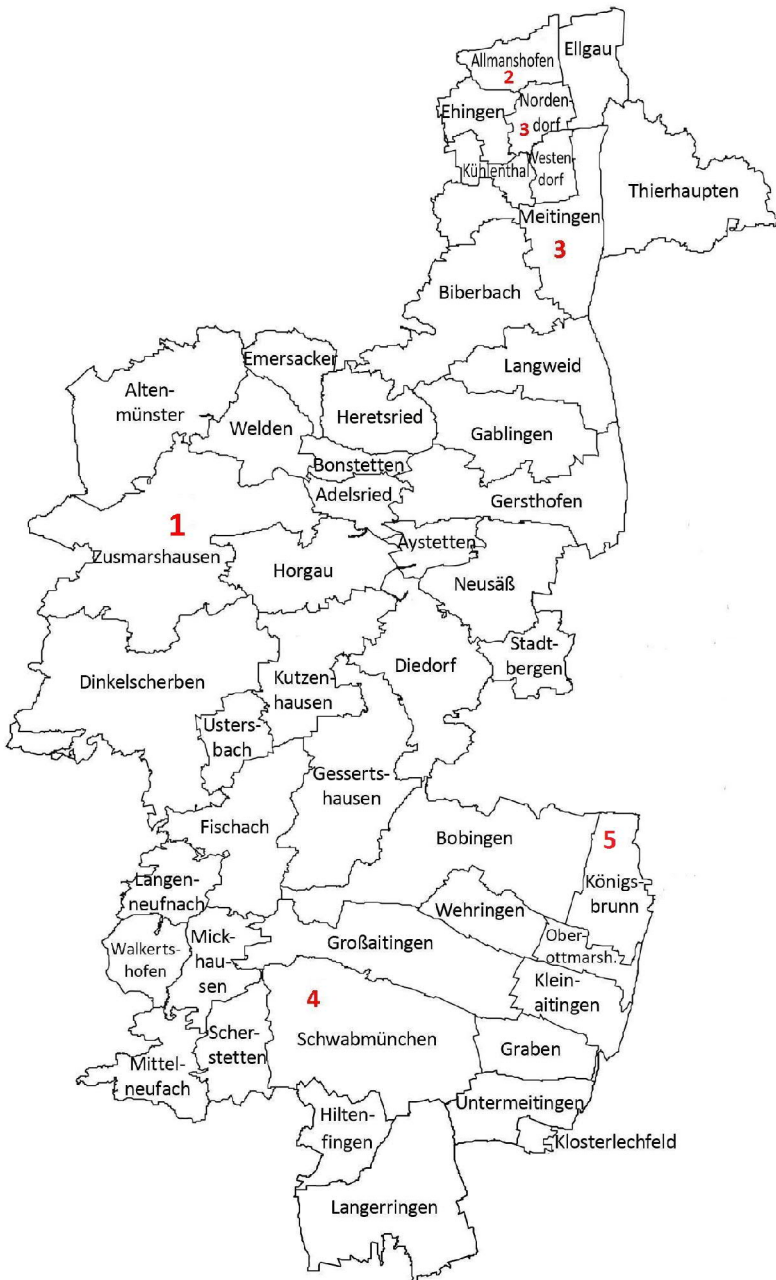 Ellgau
Allmanshofen
2
Norden-
3 dorf
Ehingen
Kühlenthal
Westen-
dorf
Thierhaupten
Meitingen
3
Biberbach
Emersacker
Langweid
Alten-
münster
Heretsried
Welden
Gablingen
Bonstetten
Adelsried
Gersthofen
1
Zusmarshausen
Aystetten
Horgau
Neusäß
Stadt-
bergen
Diedorf
Dinkelscherben
Kutzen-
hausen
Usters-
bach
Gesserts-
hausen
Fischach
Bobingen
5
Königs-
brunn
Langen-
neufnach
Wehringen
Walkerts-
hofen
Mick-
hau-
sen
Großaitingen
Ober-
ottmarsh.
Klein-
aitingen
4
Schwabmünchen
Scher-
stetten
Graben
Mittel-
neufach
Untermeitingen
Hilten-
fingen
Klosterlechfeld
Langerringen